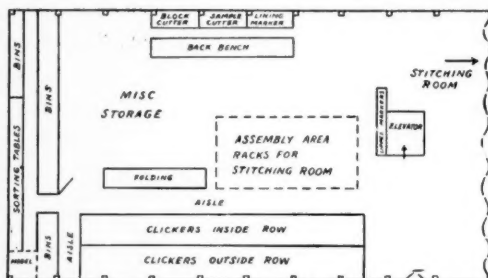 BLOCK
CUTTER
SAMPLE
CUTTER
LINING
MARKER
BACK BENCH
BINS
BINS
STITCHING
ROOM
MISC
STORAGE
ASSEMBLY AREA
RACKS FOR
STITCHING ROOM
UPPER MARKERS
ELEVATOR
SORTING TABLES
FOLDING
AISLE
CLICKERS INSIDE ROW
CLICKERS OUTSIDE ROW
MODEL
BINS
AISLE